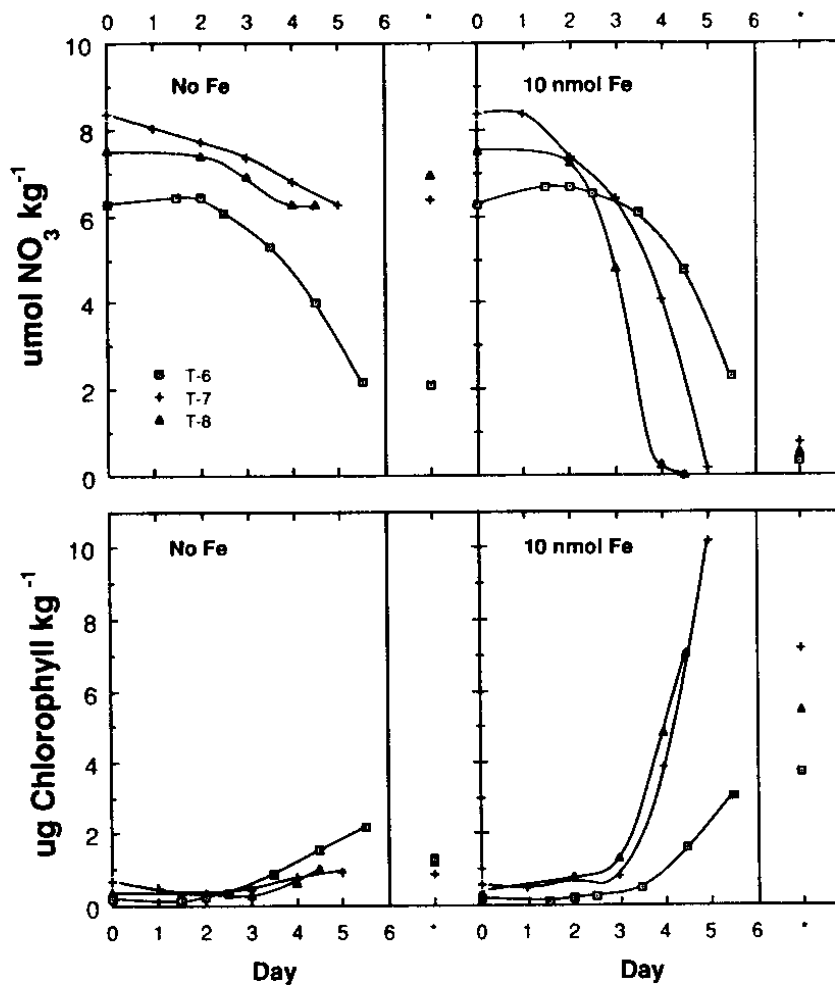 0 1 2 3 4 5 6 * 0 1 2 3 4 5 6 *
10
8
6
4
2
0
umol NO3 kg-1
No Fe
10 nmol Fe
T-6
T-7
T-8
10
8
6
4
2
0
ug Chlorophyll kg-1
No Fe
10 nmol Fe
0 1 2 3 4 5 6 * 0 1 2 3 4 5 6 *
Day Day